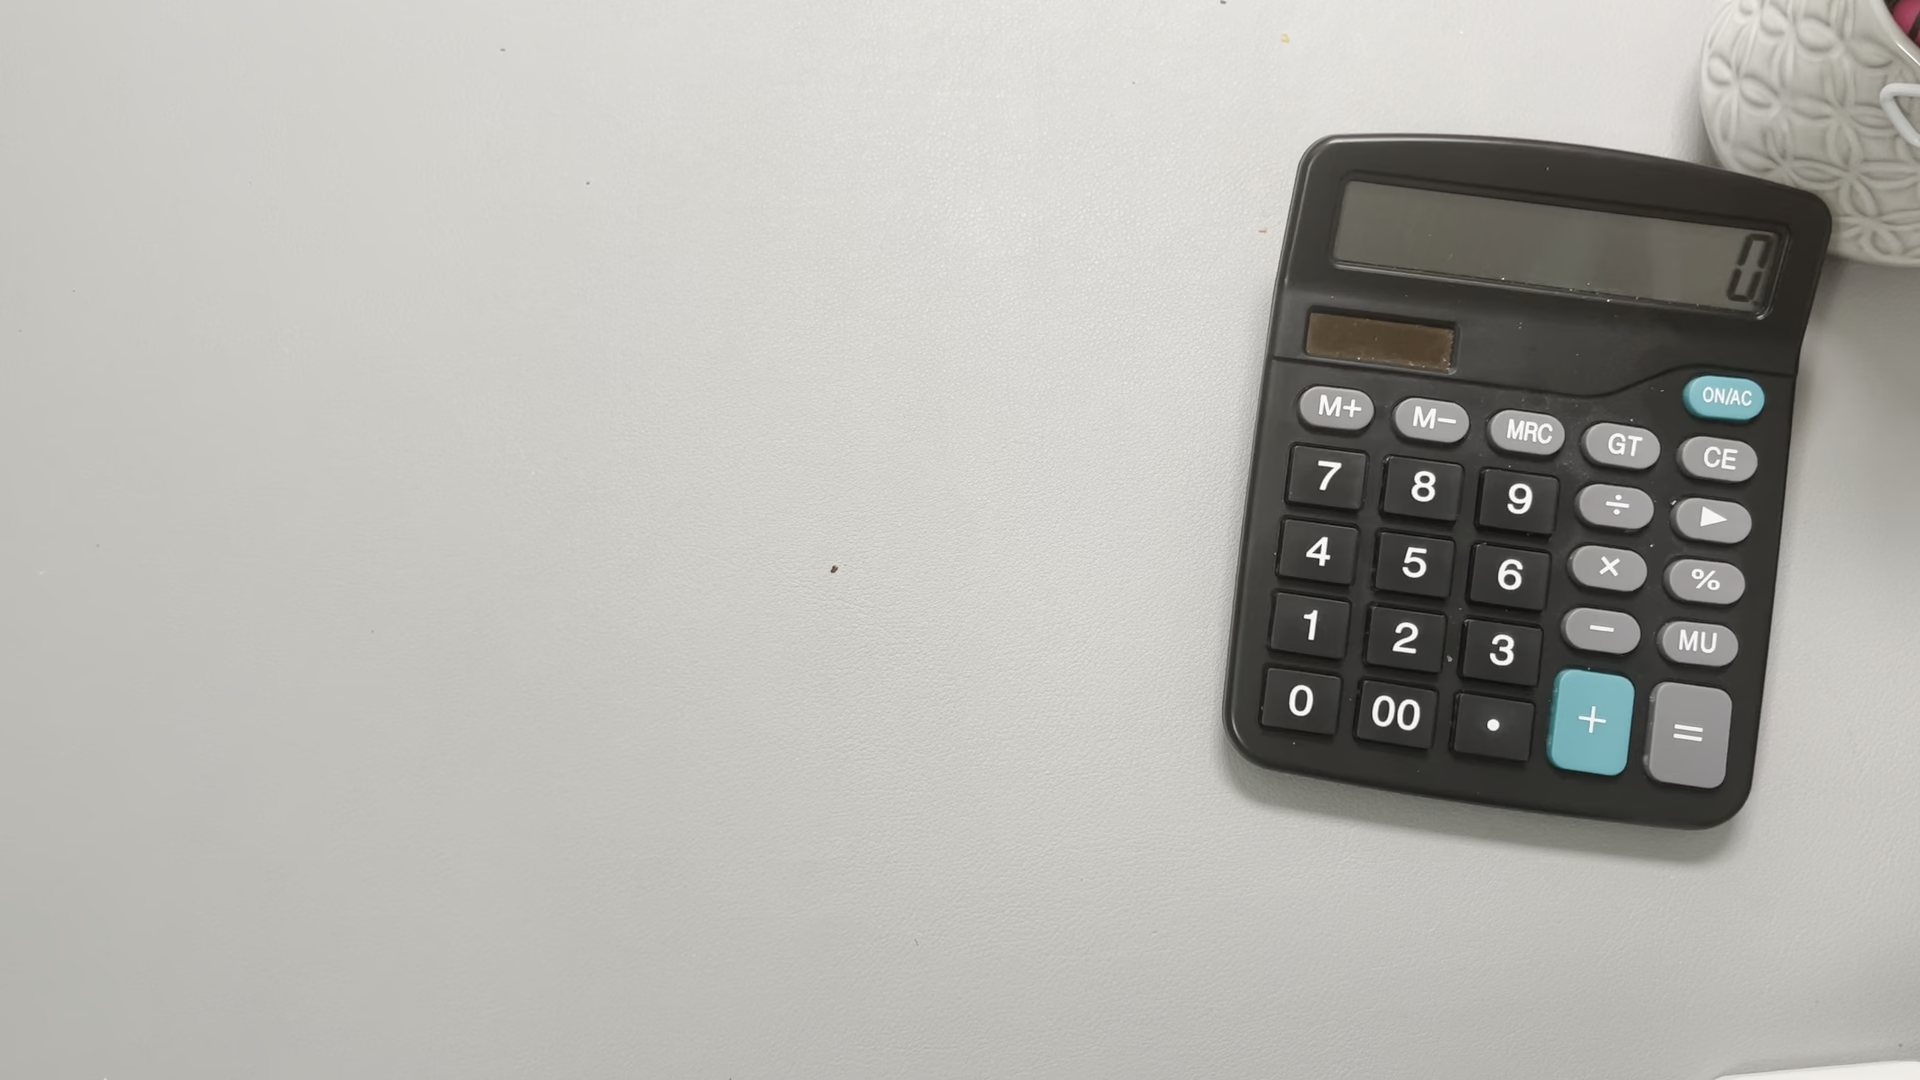 0
ON/AC
M+ M− MRC GT CE
7 8 9 ÷ ▶
4 5 6 × %
1 2 3 − MU
0 00 . + =